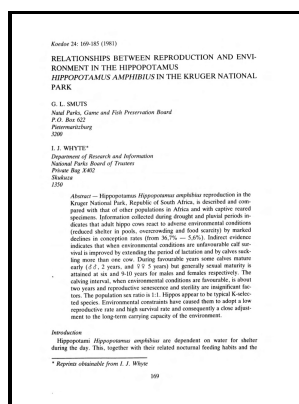 Koedoe 24: 169-185 (1981)
RELATIONSHIPS BETWEEN REPRODUCTION AND ENVI-
RONMENT IN THE HIPPOPOTAMUS
HIPPOPOTAMUS AMPHIBIUS IN THE KRUGER NATIONAL
PARK
G. L. SMUTS
Natal Parks, Game and Fish Preservation Board
P.O. Box 622
Pietermaritzburg
3200
I. J. WHYTE*
Department of Research and Information
National Parks Board of Trustees
Private Bag X402
Skukuza
1350
Abstract – Hippopotamus Hippopotamus amphibius reproduction in the
Kruger National Park, Republic of South Africa, is described and com-
pared with that of other populations in Africa and with captive reared
specimens. Information collected during drought and pluvial periods in-
dicates that adult hippo cows react to adverse environmental conditions
(reduced shelter in pools, overcrowding and food scarcity) by marked
declines in conception rates (from 36,7% – 5,6%). Indirect evidence
indicates that when environmental conditions are unfavourable calf sur-
vival is improved by extending the period of lactation and by calves suck-
ling more than one cow. During favourable years some calves mature
early (♂♂, 2 years, and ♀♀ 5 years) but generally sexual maturity is
attained at six and 9-10 years for males and females respectively. The
calving interval, when environmental conditions are favourable, is about
two years and reproductive senescence and sterility are insignificant fac-
tors. The population sex ratio is 1:1. Hippos appear to be typical K-selec-
ted species. Environmental constraints have caused them to adopt a low
reproductive rate and high survival rate and consequently a close adjust-
ment to the long-term carrying capacity of the environment.
Introduction
Hippopotami Hippopotamus amphibius are dependent on water for shelter
during the day. This, together with their related nocturnal feeding habits and the
* Reprints obtainable from I. J. Whyte
169